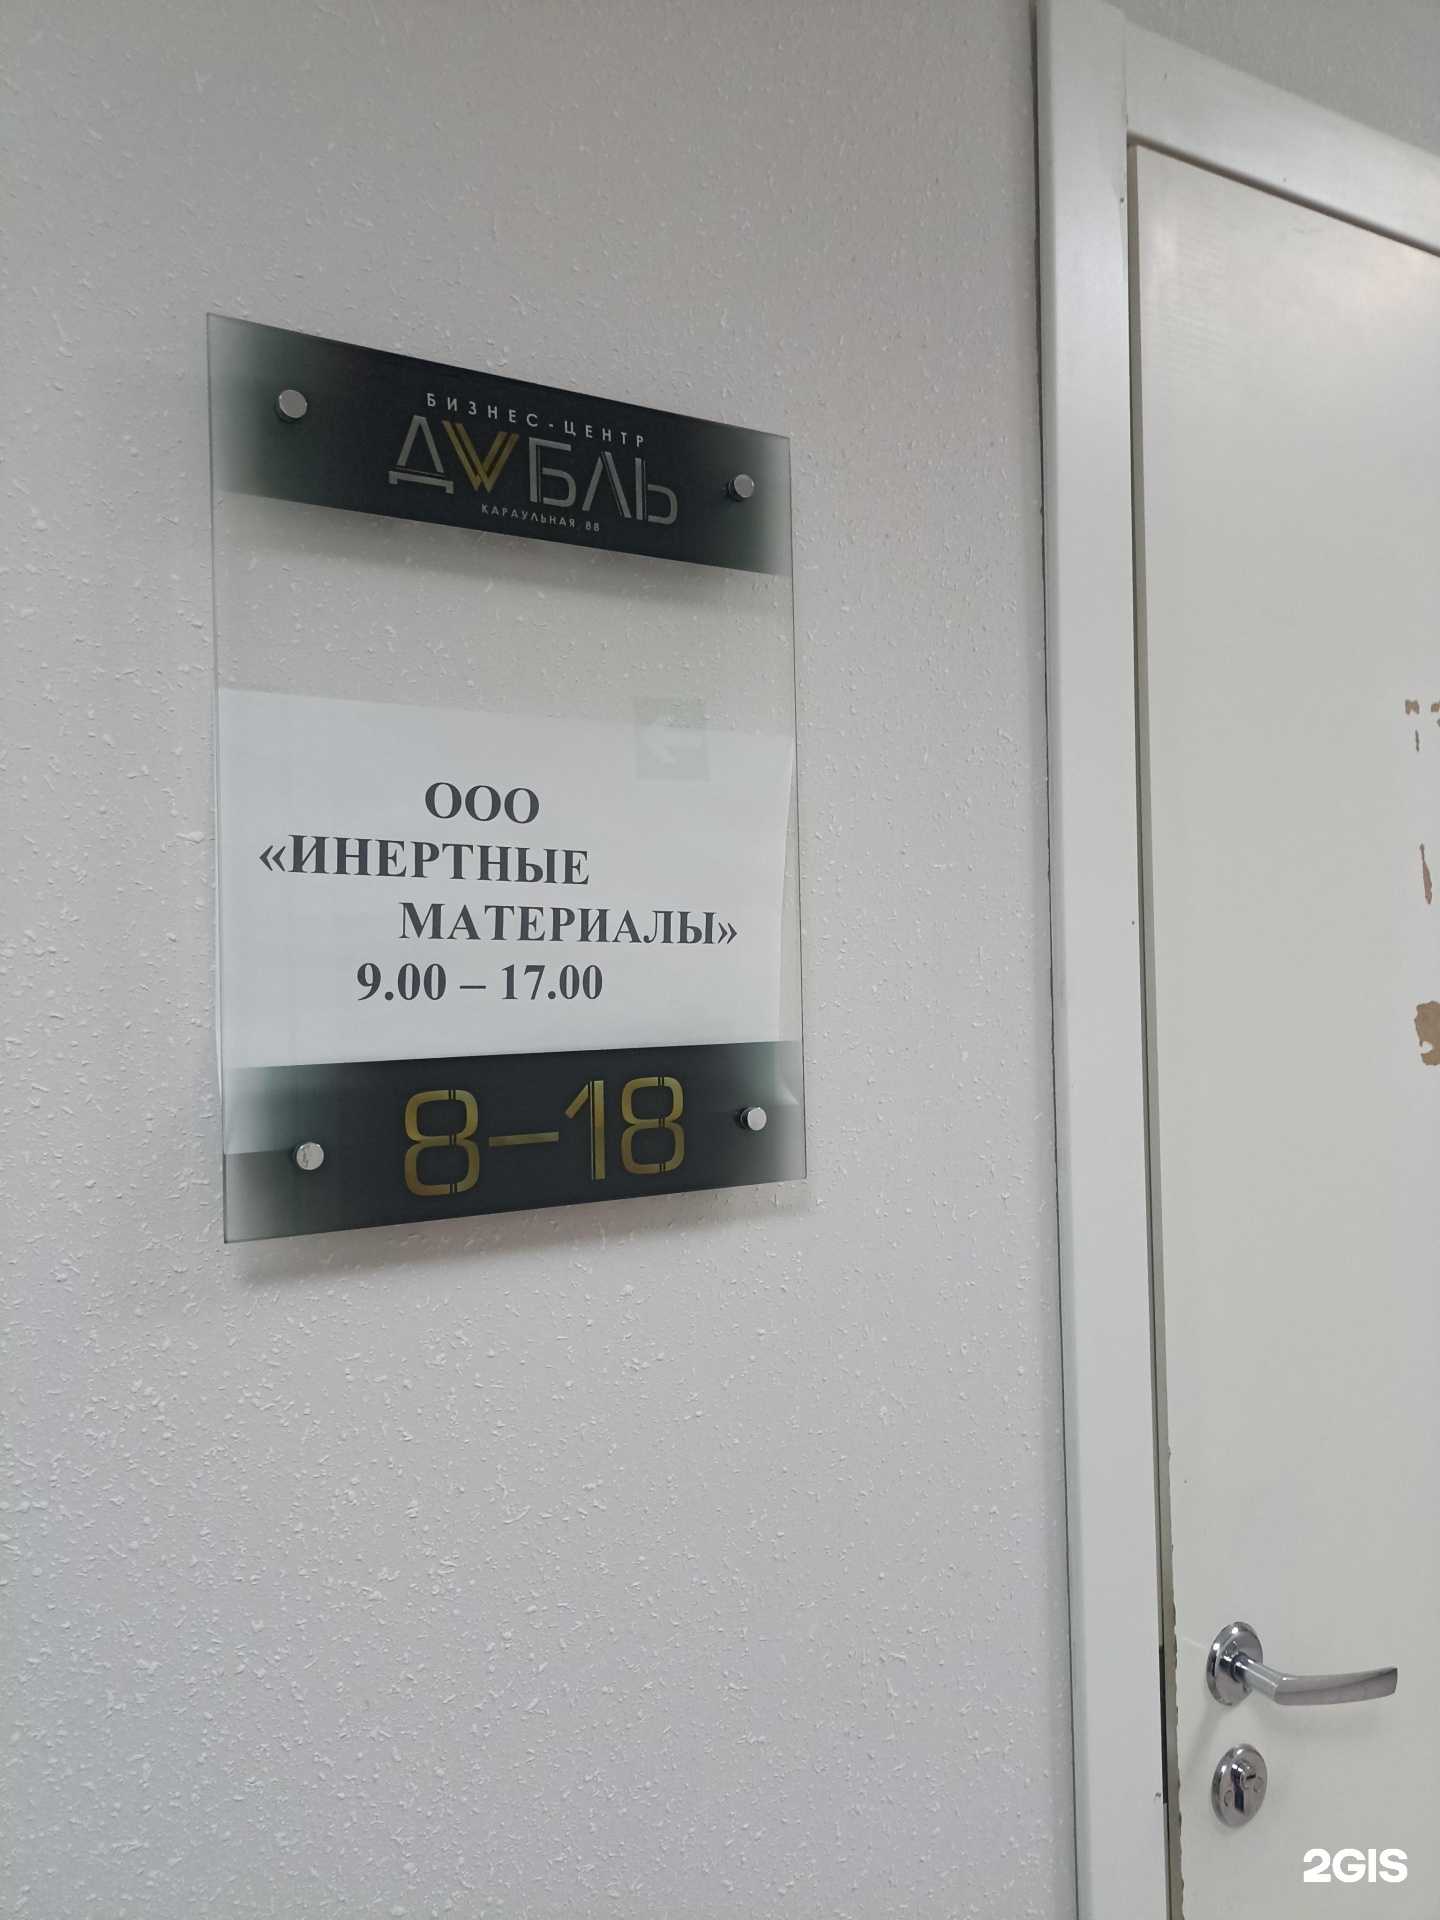 БИЗНЕС-ЦЕНТР
ДУБЛЬ
КАРАУЛЬНАЯ, 88
ООО
«ИНЕРТНЫЕ
МАТЕРИАЛЫ»
9.00 – 17.00
8-18
2GIS